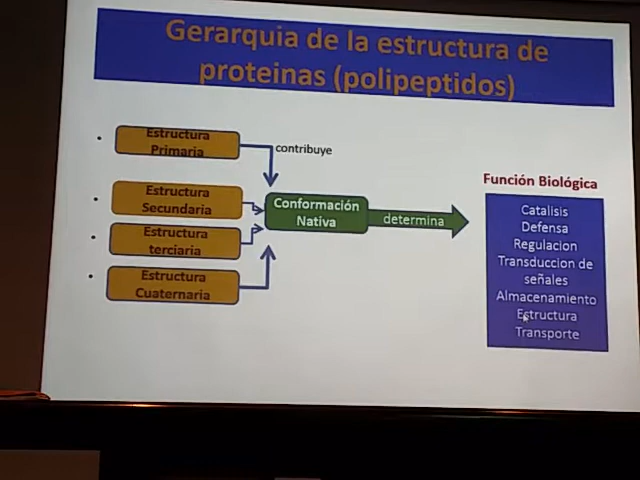 Gerarquia de la estructura de
proteinas (polipeptidos)
Estructura
Primaria
contribuye
Estructura
Secundaria
Estructura
terciaria
Estructura
Cuaternaria
Conformación
Nativa
determina
Función Biológica
Catalisis
Defensa
Regulacion
Transduccion de
señales
Almacenamiento
Estructura
Transporte